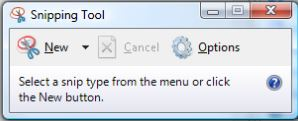 Snipping Tool
New Cancel Options
Select a snip type from the menu or click
the New button.